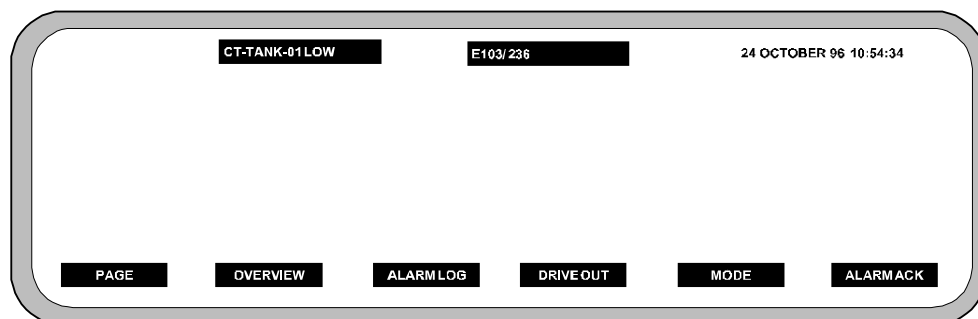 CT-TANK-01 LOW E103/236 24 OCTOBER 96 10:54:34
PAGE OVERVIEW ALARM LOG DRIVE OUT MODE ALARM ACK